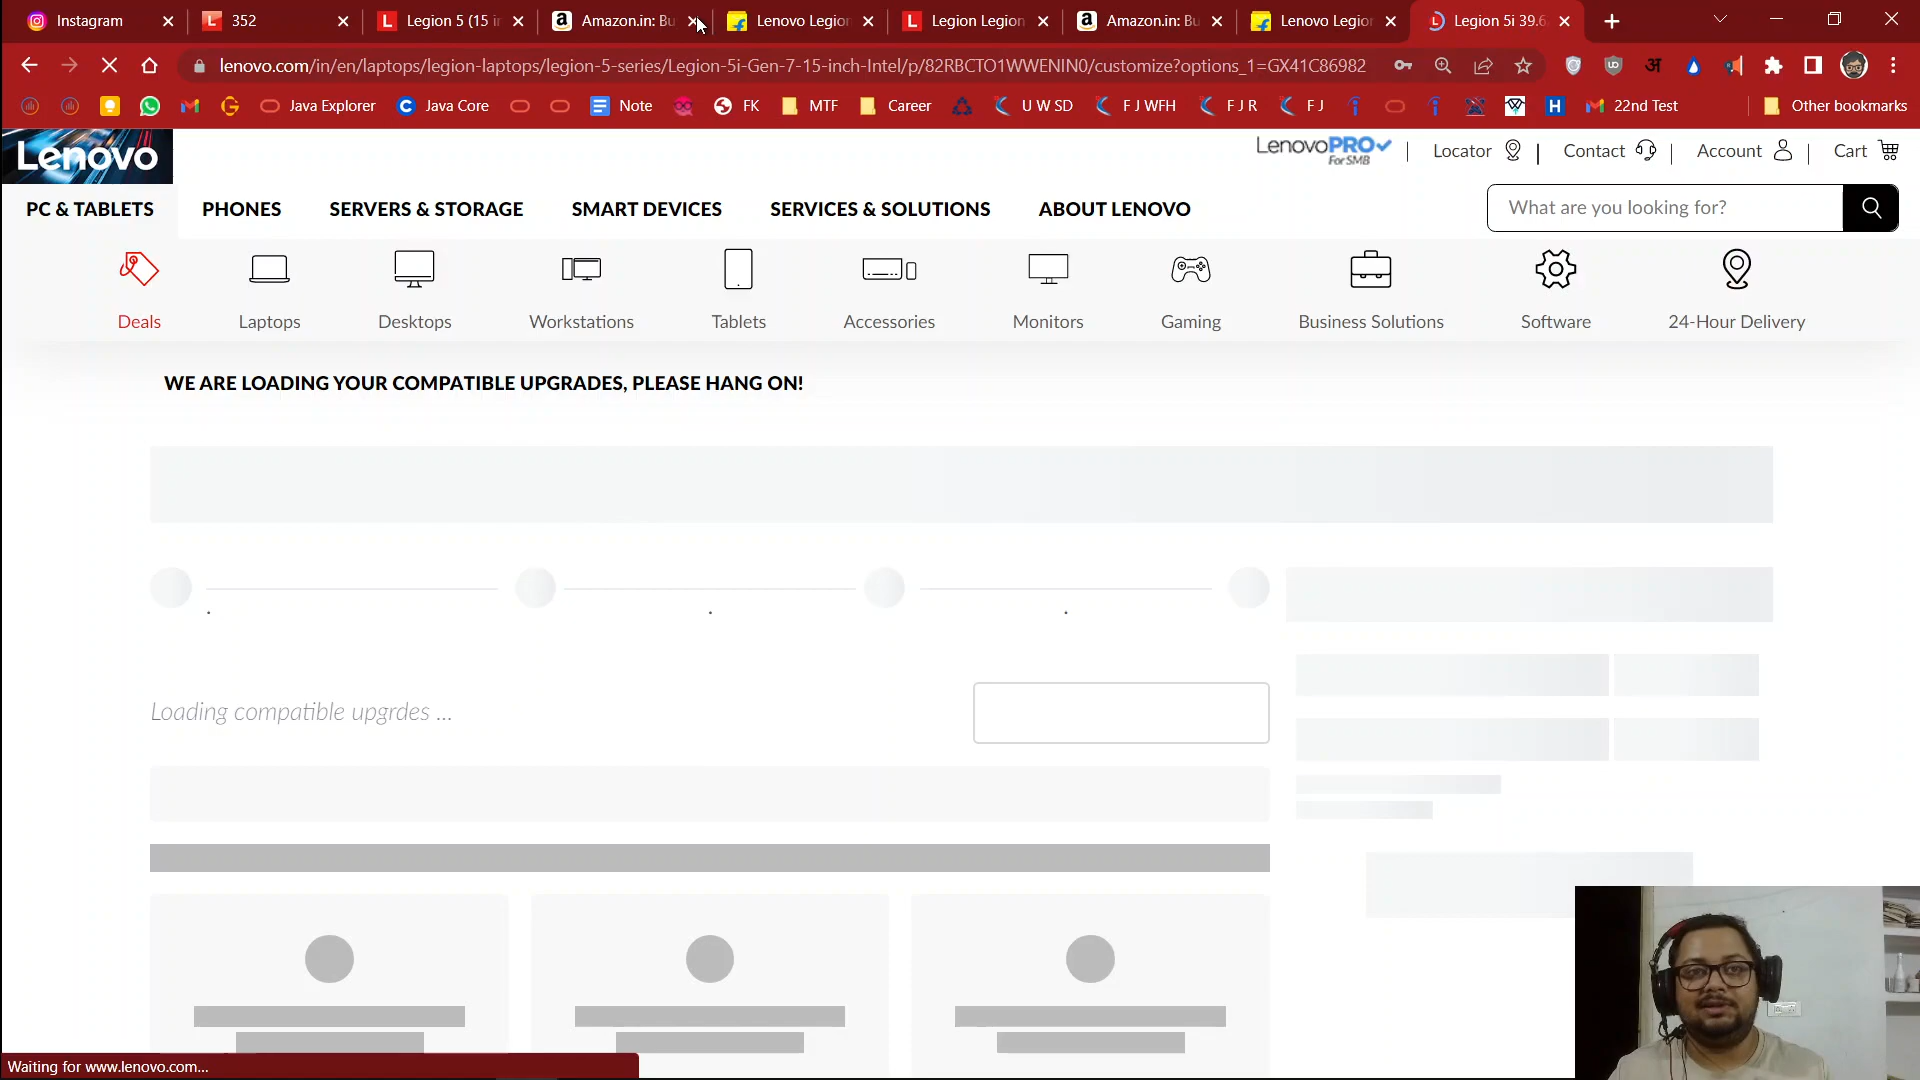 Instagram
352
Legion 5 (15 i
Amazon.in: Bu
Lenovo Legion
Legion Legion
Amazon.in: Bu
Lenovo Legion
Legion 5i 39.6
lenovo.com/in/en/laptops/legion-laptops/legion-5-series/Legion-5i-Gen-7-15-inch-Intel/p/82RBCTO1WWENIN0/customize?options_1=GX41C86982
Java Explorer
Java Core
Note
FK
MTF
Career
U W SD
F J WFH
F J R
F J
22nd Test
Other bookmarks
Lenovo
LenovoPRO
For SMB
Locator
Contact
Account
Cart
PC & TABLETS
PHONES
SERVERS & STORAGE
SMART DEVICES
SERVICES & SOLUTIONS
ABOUT LENOVO
What are you looking for?
Deals
Laptops
Desktops
Workstations
Tablets
Accessories
Monitors
Gaming
Business Solutions
Software
24-Hour Delivery
WE ARE LOADING YOUR COMPATIBLE UPGRADES, PLEASE HANG ON!
Loading compatible upgrdes ...
Waiting for www.lenovo.com...